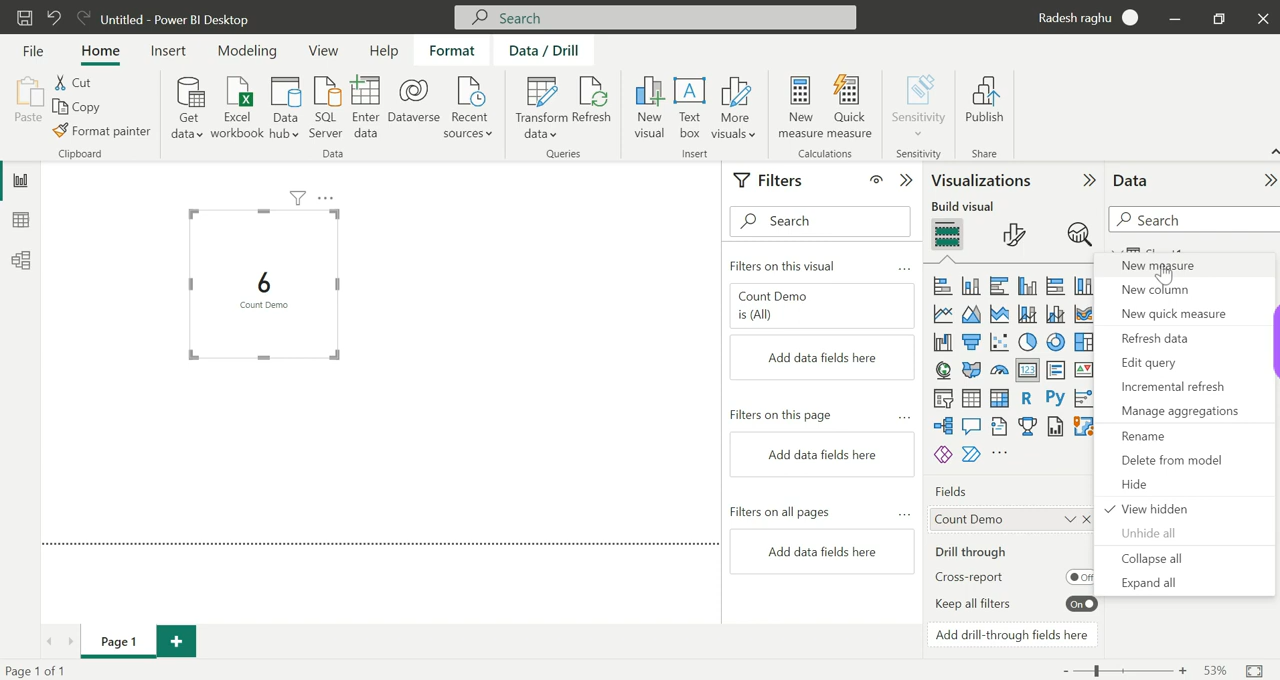 Untitled - Power BI Desktop
Search
Radesh raghu
File
Home
Insert
Modeling
View
Help
Format
Data / Drill
Paste
Cut
Copy
Format painter
Clipboard
Get data
Excel workbook
Data hub
SQL Server
Enter data
Dataverse
Recent sources
Data
Transform data
Refresh
Queries
New visual
Text box
More visuals
Insert
New measure
Quick measure
Calculations
Sensitivity
Sensitivity
Publish
Share
6
Count Demo
Filters
Search
Filters on this visual
Count Demo
is (All)
Add data fields here
Filters on this page
Add data fields here
Filters on all pages
Add data fields here
Visualizations
Build visual
123
R
Py
Fields
Count Demo
Drill through
Cross-report
Off
Keep all filters
On
Add drill-through fields here
Data
Search
New measure
New column
New quick measure
Refresh data
Edit query
Incremental refresh
Manage aggregations
Rename
Delete from model
Hide
View hidden
Unhide all
Collapse all
Expand all
Page 1
Page 1 of 1
53%